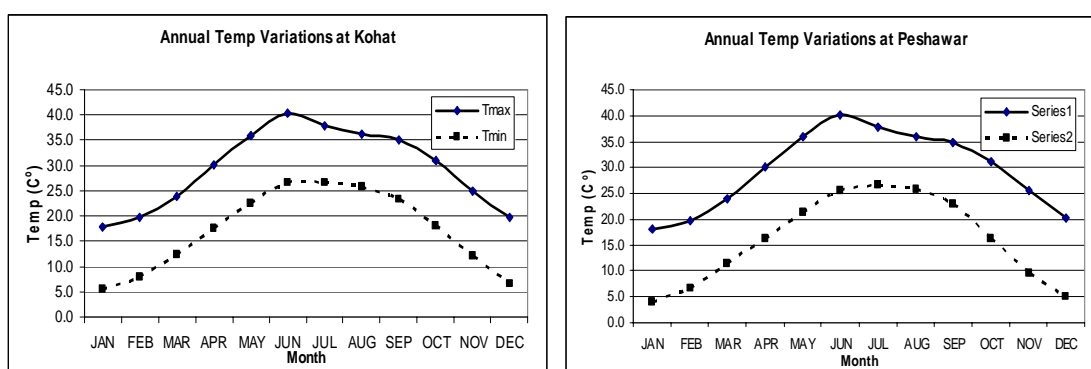 Annual Temp Variations at Kohat
45.0
40.0
35.0
30.0
25.0
20.0
15.0
10.0
5.0
0.0
Temp (C°)
Tmax
Tmin
JAN FEB MAR APR MAY JUN JUL AUG SEP OCT NOV DEC
Month
Annual Temp Variations at Peshawar
45.0
40.0
35.0
30.0
25.0
20.0
15.0
10.0
5.0
0.0
Temp (C°)
Series1
Series2
JAN FEB MAR APR MAY JUN JUL AUG SEP OCT NOV DEC
Month